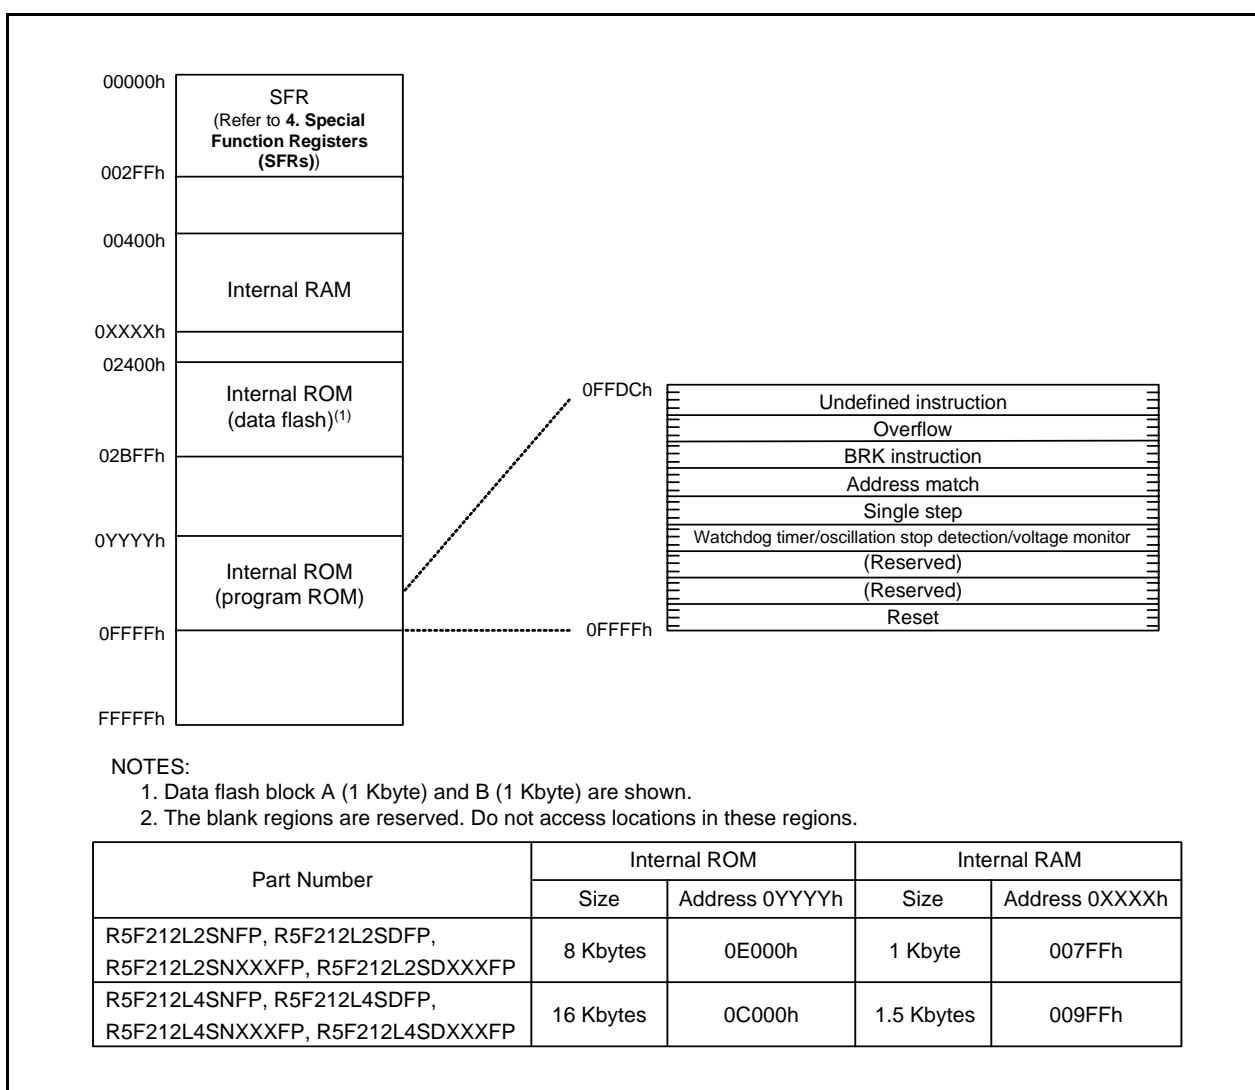 00000h
SFR
(Refer to 4. Special
Function Registers
(SFRs))
002FFh
00400h
Internal RAM
0XXXXh
02400h
Internal ROM
(data flash)(1)
02BFFh
0YYYYh
Internal ROM
(program ROM)
0FFFFh
FFFFFh
0FFDCh
Undefined instruction
Overflow
BRK instruction
Address match
Single step
Watchdog timer/oscillation stop detection/voltage monitor
(Reserved)
(Reserved)
Reset
0FFFFh
NOTES:
1. Data flash block A (1 Kbyte) and B (1 Kbyte) are shown.
2. The blank regions are reserved. Do not access locations in these regions.
Part Number
Internal ROM
Internal RAM
Size
Address 0YYYYh
Size
Address 0XXXXh
R5F212L2SNFP, R5F212L2SDFP,
R5F212L2SNXXXFP, R5F212L2SDXXXFP
8 Kbytes
0E000h
1 Kbyte
007FFh
R5F212L4SNFP, R5F212L4SDFP,
R5F212L4SNXXXFP, R5F212L4SDXXXFP
16 Kbytes
0C000h
1.5 Kbytes
009FFh